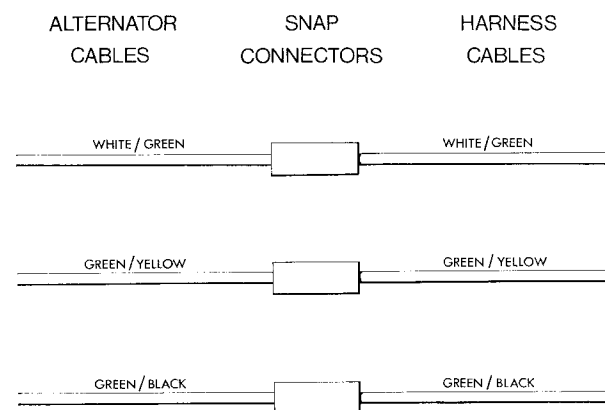 ALTERNATOR CABLES
SNAP CONNECTORS
HARNESS CABLES
WHITE/GREEN
WHITE/GREEN
GREEN/YELLOW
GREEN/YELLOW
GREEN/BLACK
GREEN/BLACK